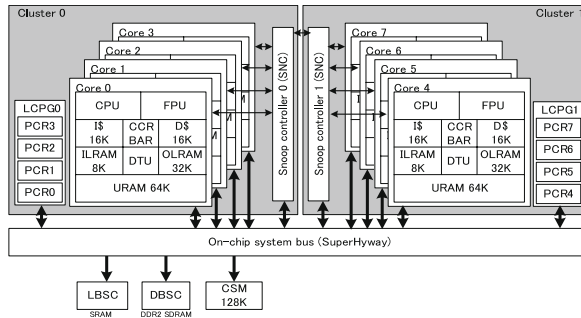 Cluster 0
Cluster 1
Core 3
Core 2
Core 1
Core 0
CPU
FPU
I$
16K
CCR
BAR
D$
16K
ILRAM
8K
DTU
OLRAM
32K
URAM 64K
LCPG0
PCR3
PCR2
PCR1
PCR0
Snoop controller 0 (SNC)
Snoop controller 1 (SNC)
Core 7
Core 6
Core 5
Core 4
CPU
FPU
I$
16K
CCR
BAR
D$
16K
ILRAM
8K
DTU
OLRAM
32K
URAM 64K
LCPG1
PCR7
PCR6
PCR5
PCR4
On-chip system bus (SuperHyway)
LBSC
SRAM
DBSC
DDR2 SDRAM
CSM
128K